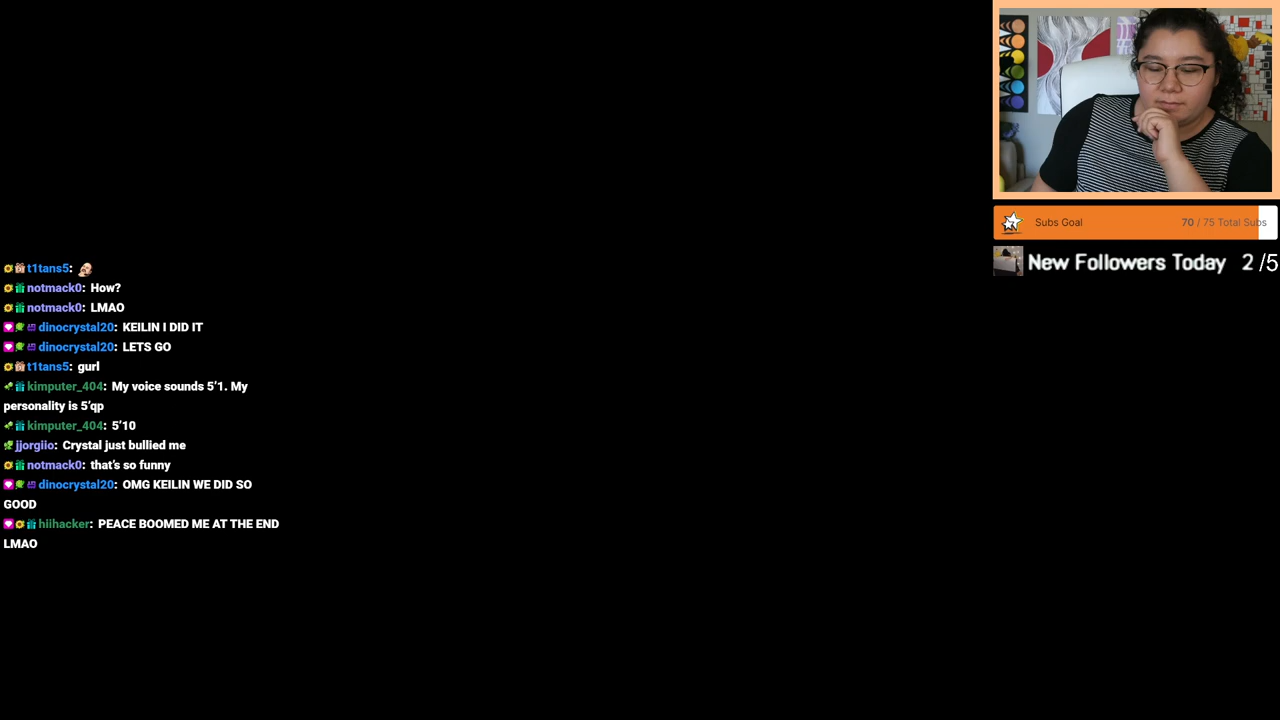 t1tans5:
notmack0: How?
notmack0: LMAO
dinocrystal20: KEILIN I DID IT
dinocrystal20: LETS GO
t1tans5: gurl
kimputer_404: My voice sounds 5’1. My
personality is 5’qp
kimputer_404: 5’10
jjorgiio: Crystal just bullied me
notmack0: that’s so funny
dinocrystal20: OMG KEILIN WE DID SO
GOOD
hiihacker: PEACE BOOMED ME AT THE END
LMAO
Subs Goal 70 / 75 Total Subs
New Followers Today 2 /5